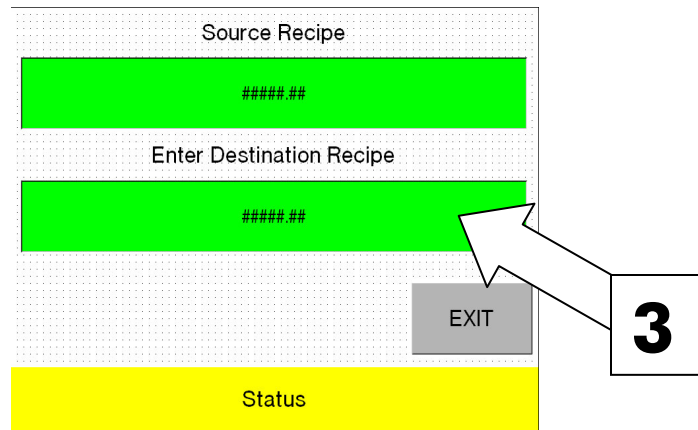 Source Recipe
#####.##
Enter Destination Recipe
#####.##
EXIT
3
Status